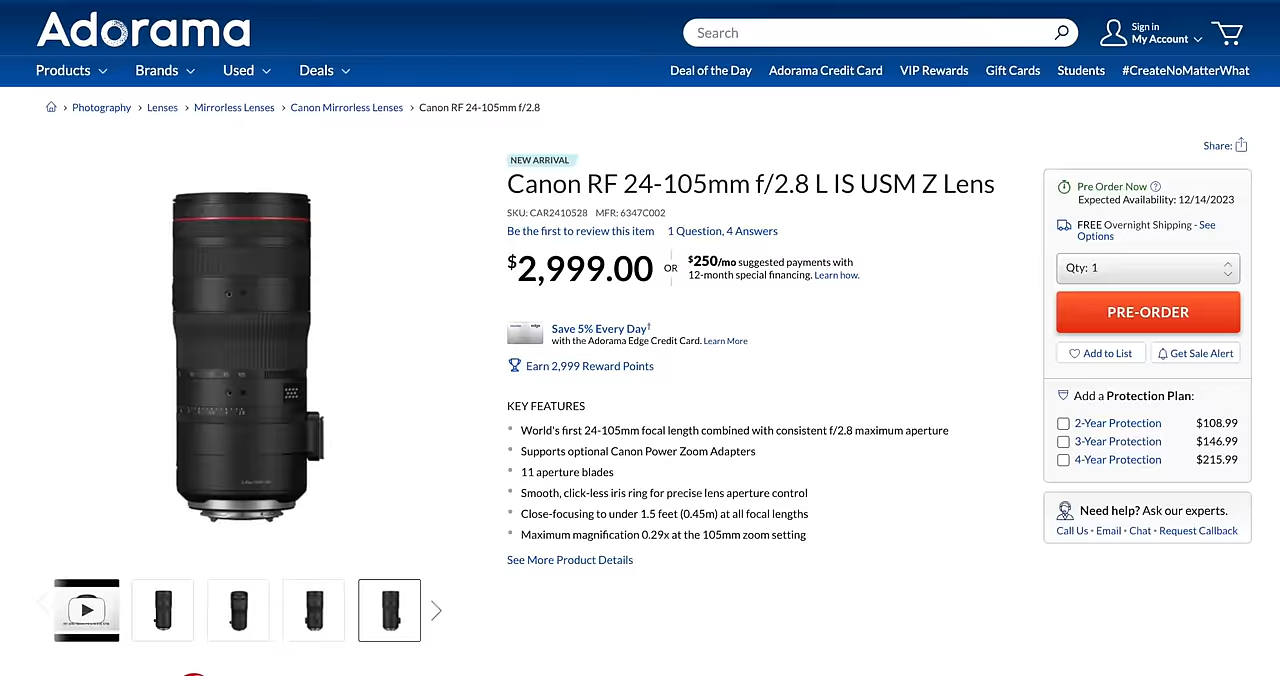 Adorama
Search
Sign in
My Account
Products
Brands
Used
Deals
Deal of the Day
Adorama Credit Card
VIP Rewards
Gift Cards
Students
#CreateNoMatterWhat
Photography > Lenses > Mirrorless Lenses > Canon Mirrorless Lenses > Canon RF 24-105mm f/2.8
Share:
NEW ARRIVAL
Canon RF 24-105mm f/2.8 L IS USM Z Lens
SKU: CAR2410528 MFR: 6347C002
Be the first to review this item 1 Question, 4 Answers
$2,999.00 OR $250/mo suggested payments with
12-month special financing. Learn how.
Save 5% Every Day†
with the Adorama Edge Credit Card. Learn More
Earn 2,999 Reward Points
KEY FEATURES
• World's first 24-105mm focal length combined with consistent f/2.8 maximum aperture
• Supports optional Canon Power Zoom Adapters
• 11 aperture blades
• Smooth, click-less iris ring for precise lens aperture control
• Close-focusing to under 1.5 feet (0.45m) at all focal lengths
• Maximum magnification 0.29x at the 105mm zoom setting
See More Product Details
Pre Order Now ?
Expected Availability: 12/14/2023
FREE Overnight Shipping - See
Options
Qty: 1
PRE-ORDER
Add to List
Get Sale Alert
Add a Protection Plan:
2-Year Protection $108.99
3-Year Protection $146.99
4-Year Protection $215.99
Need help? Ask our experts.
Call Us • Email • Chat • Request Callback